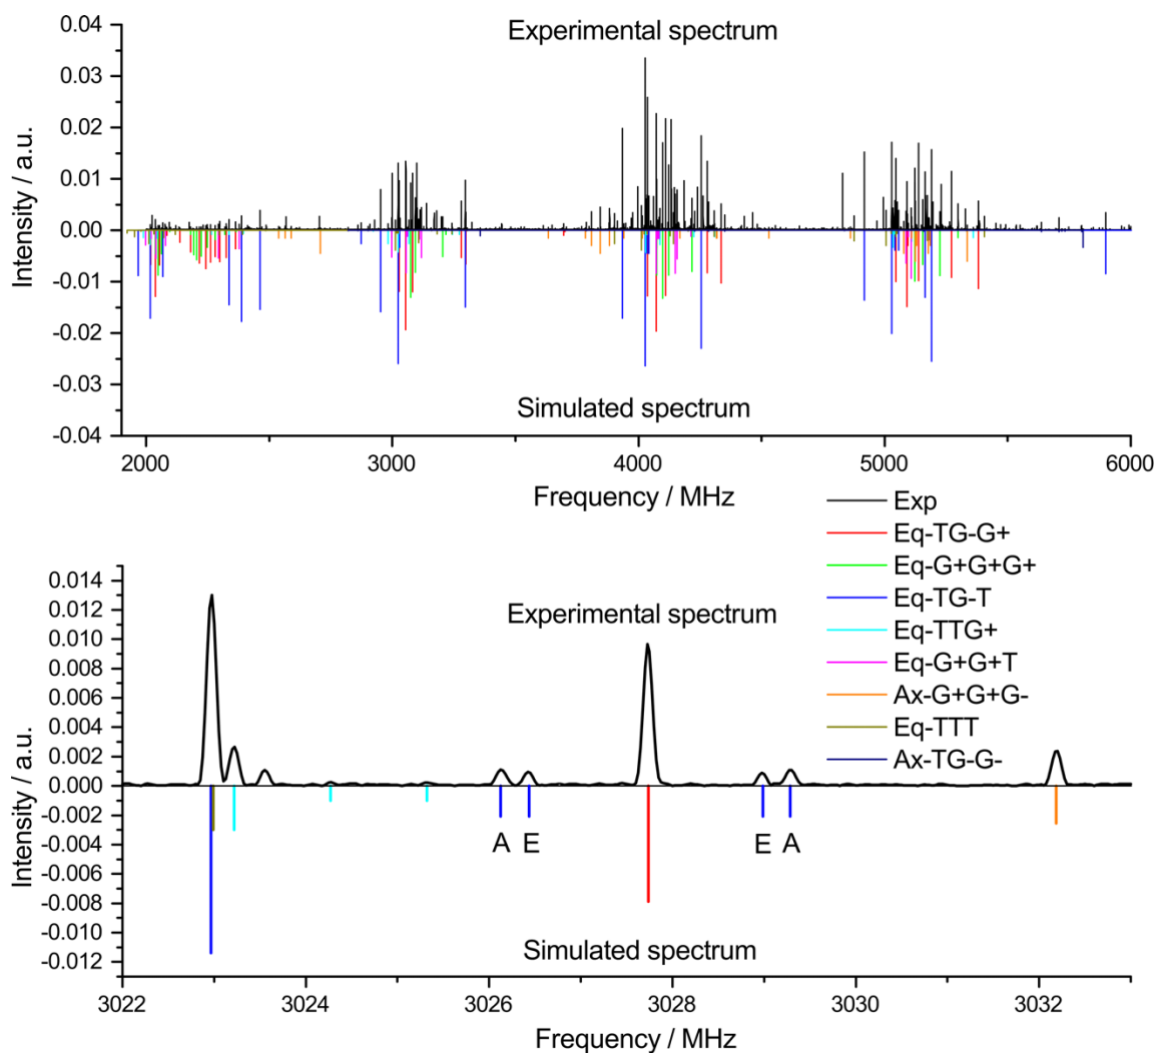 Experimental spectrum
0.04
0.03
0.02
0.01
0.00
-0.01
-0.02
-0.03
-0.04
Intensity / a.u.
Simulated spectrum
2000 3000 4000 5000 6000
Frequency / MHz
Exp
Eq-TG-G+
Eq-G+G+G+
Eq-TG-T
Eq-TTG+
Eq-G+G+T
Ax-G+G+G-
Eq-TTT
Ax-TG-G-
Experimental spectrum
0.014
0.012
0.010
0.008
0.006
0.004
0.002
0.000
-0.002
-0.004
-0.006
-0.008
-0.010
-0.012
Intensity / a.u.
A E E A
Simulated spectrum
3022 3024 3026 3028 3030 3032
Frequency / MHz